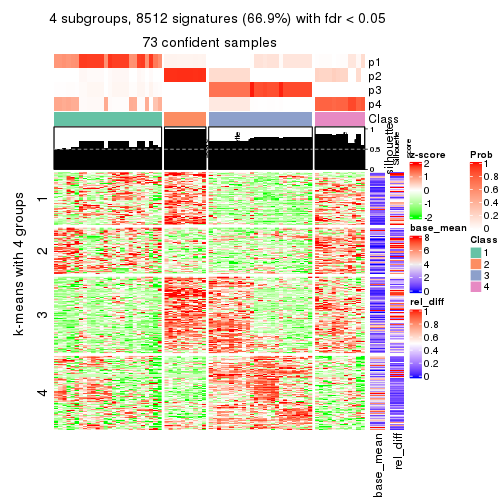 4 subgroups, 8512 signatures (66.9%) with fdr < 0.05
73 confident samples
p1
p2
p3
p4
Class
1
0.5
0
silhouette
Silhouette
score
k-means with 4 groups
1
2
3
4
base_mean
rel_diff
z-score
2
1
0
-1
-2
base_mean
8
6
4
2
0
rel_diff
1
0.8
0.6
0.4
0.2
0
Prob
1
0.8
0.6
0.4
0.2
0
Class
1
2
3
4